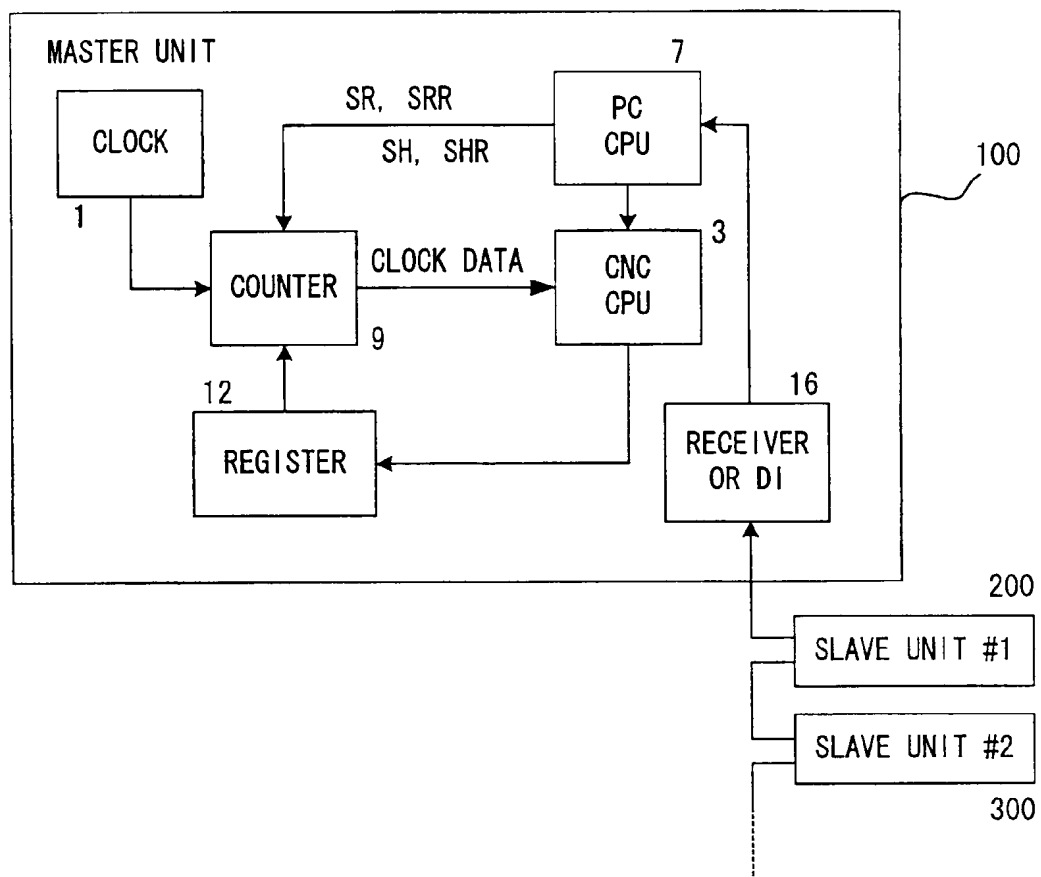 MASTER UNIT
7
SR, SRR
PC
CPU
CLOCK
SH, SHR
100
1
3
COUNTER
CLOCK DATA
CNC
CPU
9
12
16
REGISTER
RECEIVER
OR DI
200
SLAVE UNIT #1
SLAVE UNIT #2
300